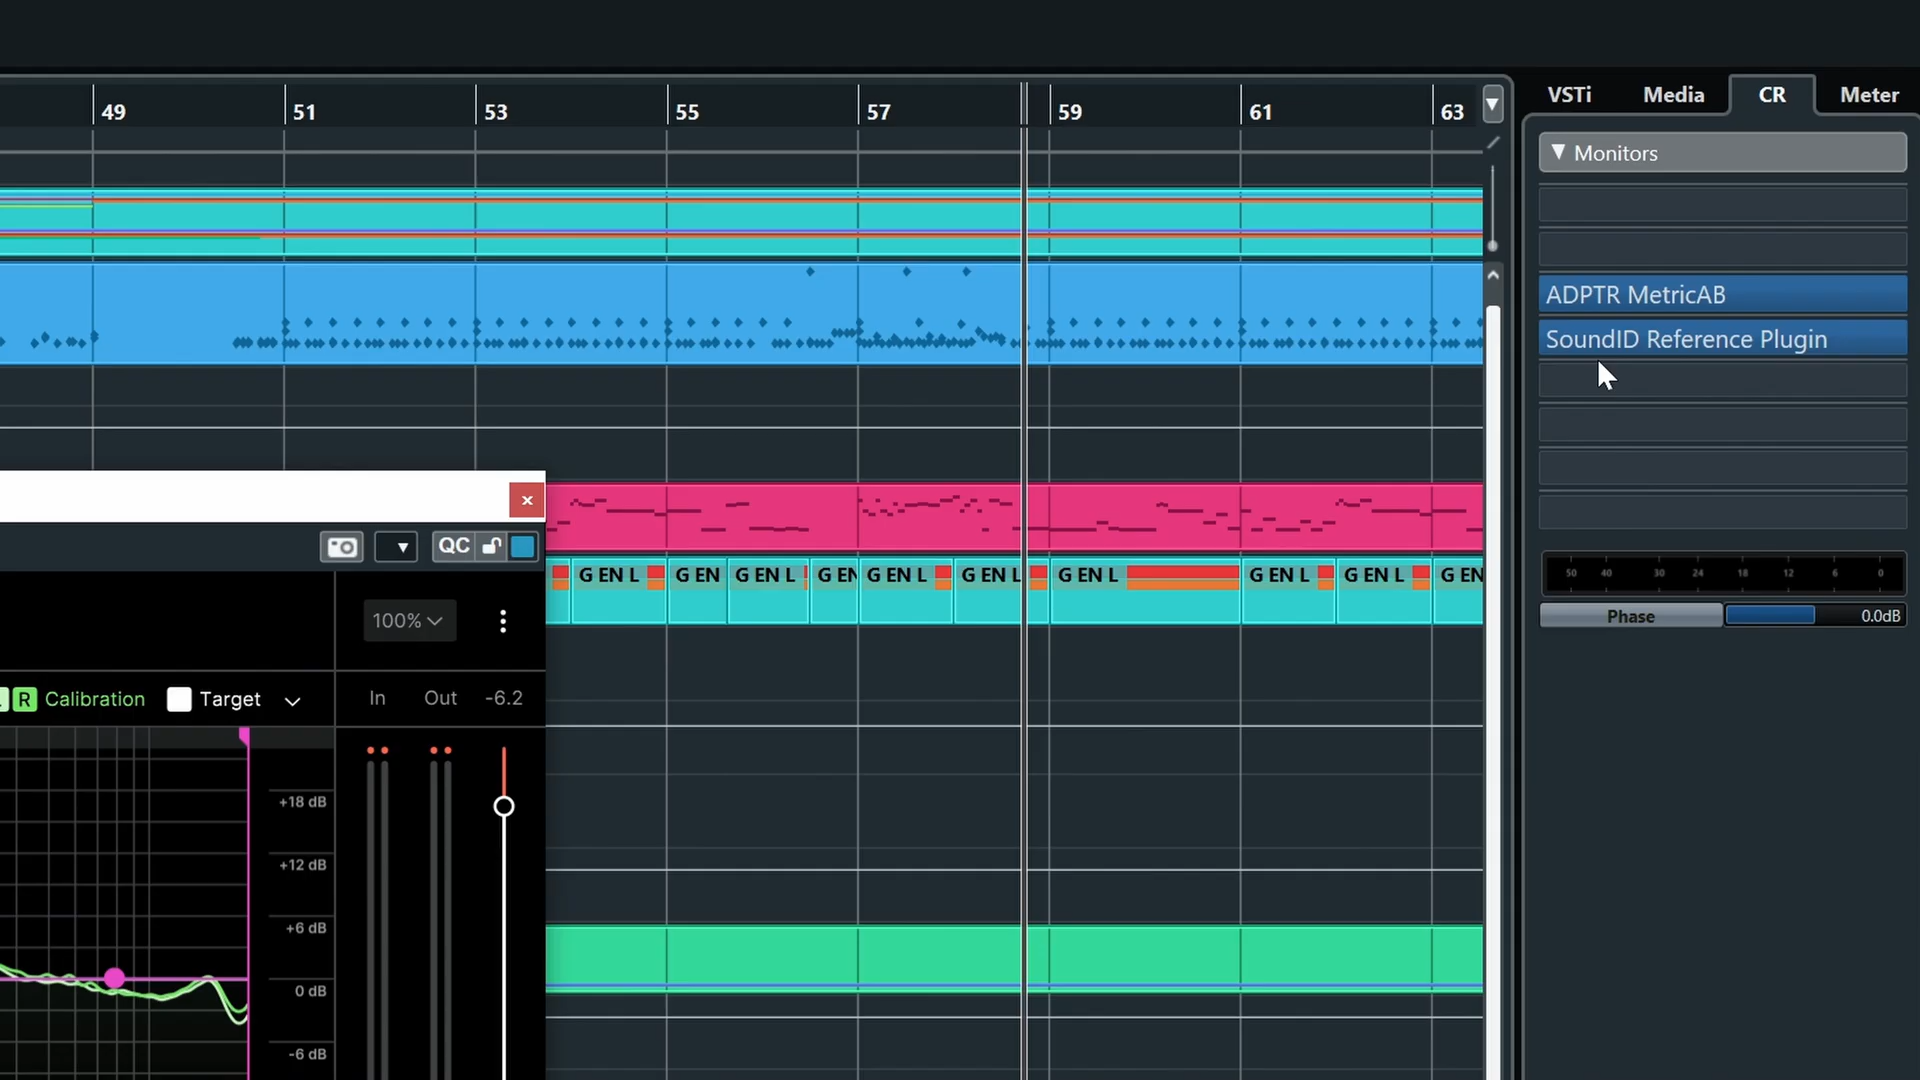 49 51 53 55 57 59 61 63
VSTi Media CR Meter
Monitors
ADPTR MetricAB
SoundID Reference Plugin
50 40 30 24 18 12 6 0
Phase 0.0dB
QC
G EN L G EN G EN L G EN G EN L G EN L G EN L G EN L G EN L G EN
100%
R Calibration Target
In Out -6.2
+18 dB
+12 dB
+6 dB
0 dB
-6 dB